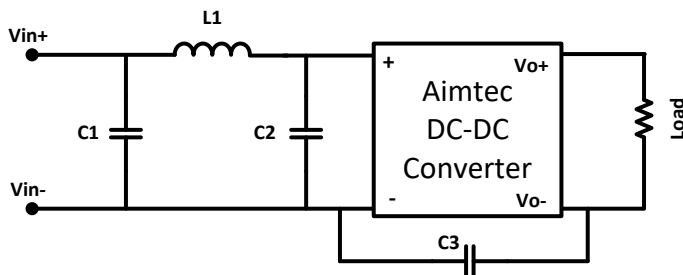 L1
Vin+
+
Vo+
Aimtec
DC-DC
Converter
C1
C2
Load
Vin-
-
Vo-
C3